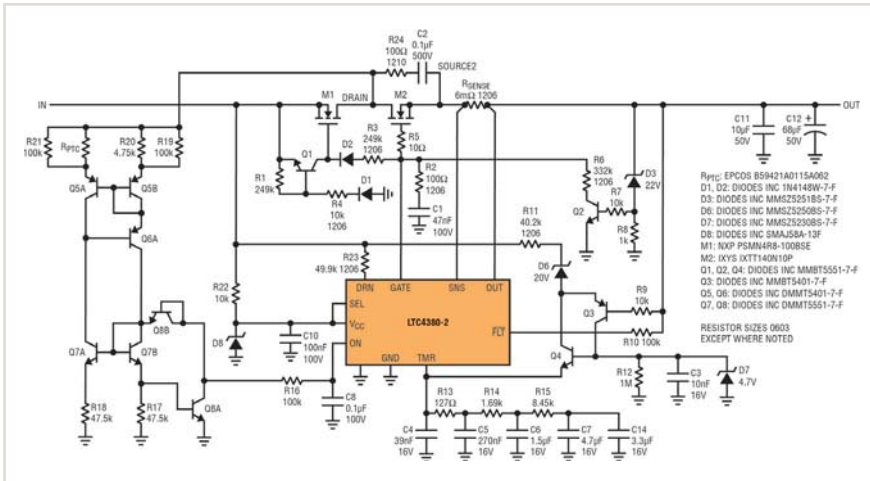 R24
100Ω
1210
C2
0.1µF
500V
SOURCE2
RSENSE
6mΩ 1206
IN
M1
DRAIN
M2
OUT
R21
100k
RPTC
R20
4.75k
R19
100k
Q5A
Q5B
Q6A
Q1
D2
R3
249k
1206
R5
10Ω
R1
249k
R4
10k
1206
D1
R2
100Ω
1206
C1
47nF
100V
R6
332k
1206
D3
22V
Q2
R7
10k
R8
1k
C11
10µF
50V
C12
68µF
50V
+
RPTC: EPCOS B59421A0115A062
D1, D2: DIODES INC 1N4148W-7-F
D3: DIODES INC MMSZ5251BS-7-F
D6: DIODES INC MMSZ5250BS-7-F
D7: DIODES INC MMSZ5230BS-7-F
D8: DIODES INC SMAJ58A-13F
M1: NXP PSMN4R8-100BSE
M2: IXYS IXTT140N10P
Q1, Q2, Q4: DIODES INC MMBT5551-7-F
Q3: DIODES INC MMBT5401-7-F
Q5, Q6: DIODES INC DMMT5401-7-F
Q7, Q8: DIODES INC DMMT5551-7-F
RESISTOR SIZES 0603
EXCEPT WHERE NOTED
R11
40.2k
1206
R23
49.9k
1206
D6
20V
R22
10k
D8
C10
100nF
100V
DRN
GATE
SNS
OUT
SEL
VCC
ON
LTC4380-2
GND
TMR
FLT
Q3
R9
10k
R10 100k
Q4
Q8B
Q7A
Q7B
Q8A
R18
47.5k
R17
47.5k
R16
100k
C8
0.1µF
100V
R12
1M
C3
10nF
16V
D7
4.7V
R13
127Ω
R14
1.69k
R15
8.45k
C4
39nF
16V
C5
270nF
16V
C6
1.5µF
16V
C7
4.7µF
16V
C14
3.3µF
16V